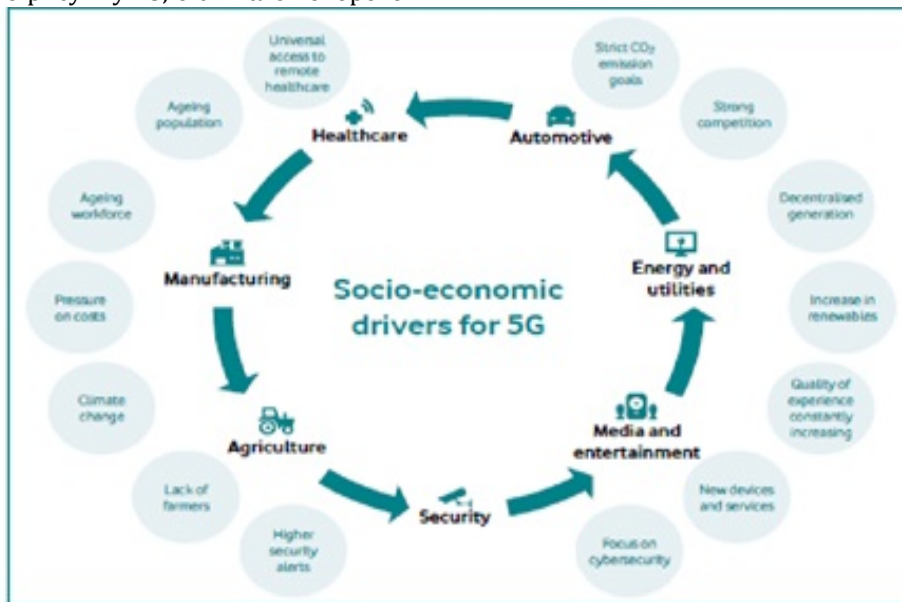 Universal
access to
remote
healthcare
Strict CO₂
emission
goals
Ageing
population
Strong
competition
Healthcare
Automotive
Ageing
workforce
Decentralised
generation
Manufacturing
Energy and
utilities
Socio-economic
drivers for 5G
Pressure
on costs
Increase in
renewables
Climate
change
Quality of
experience
constantly
increasing
Agriculture
Media and
entertainment
Lack of
farmers
Security
New devices
and services
Higher
security
alerts
Focus on
cybersecurity